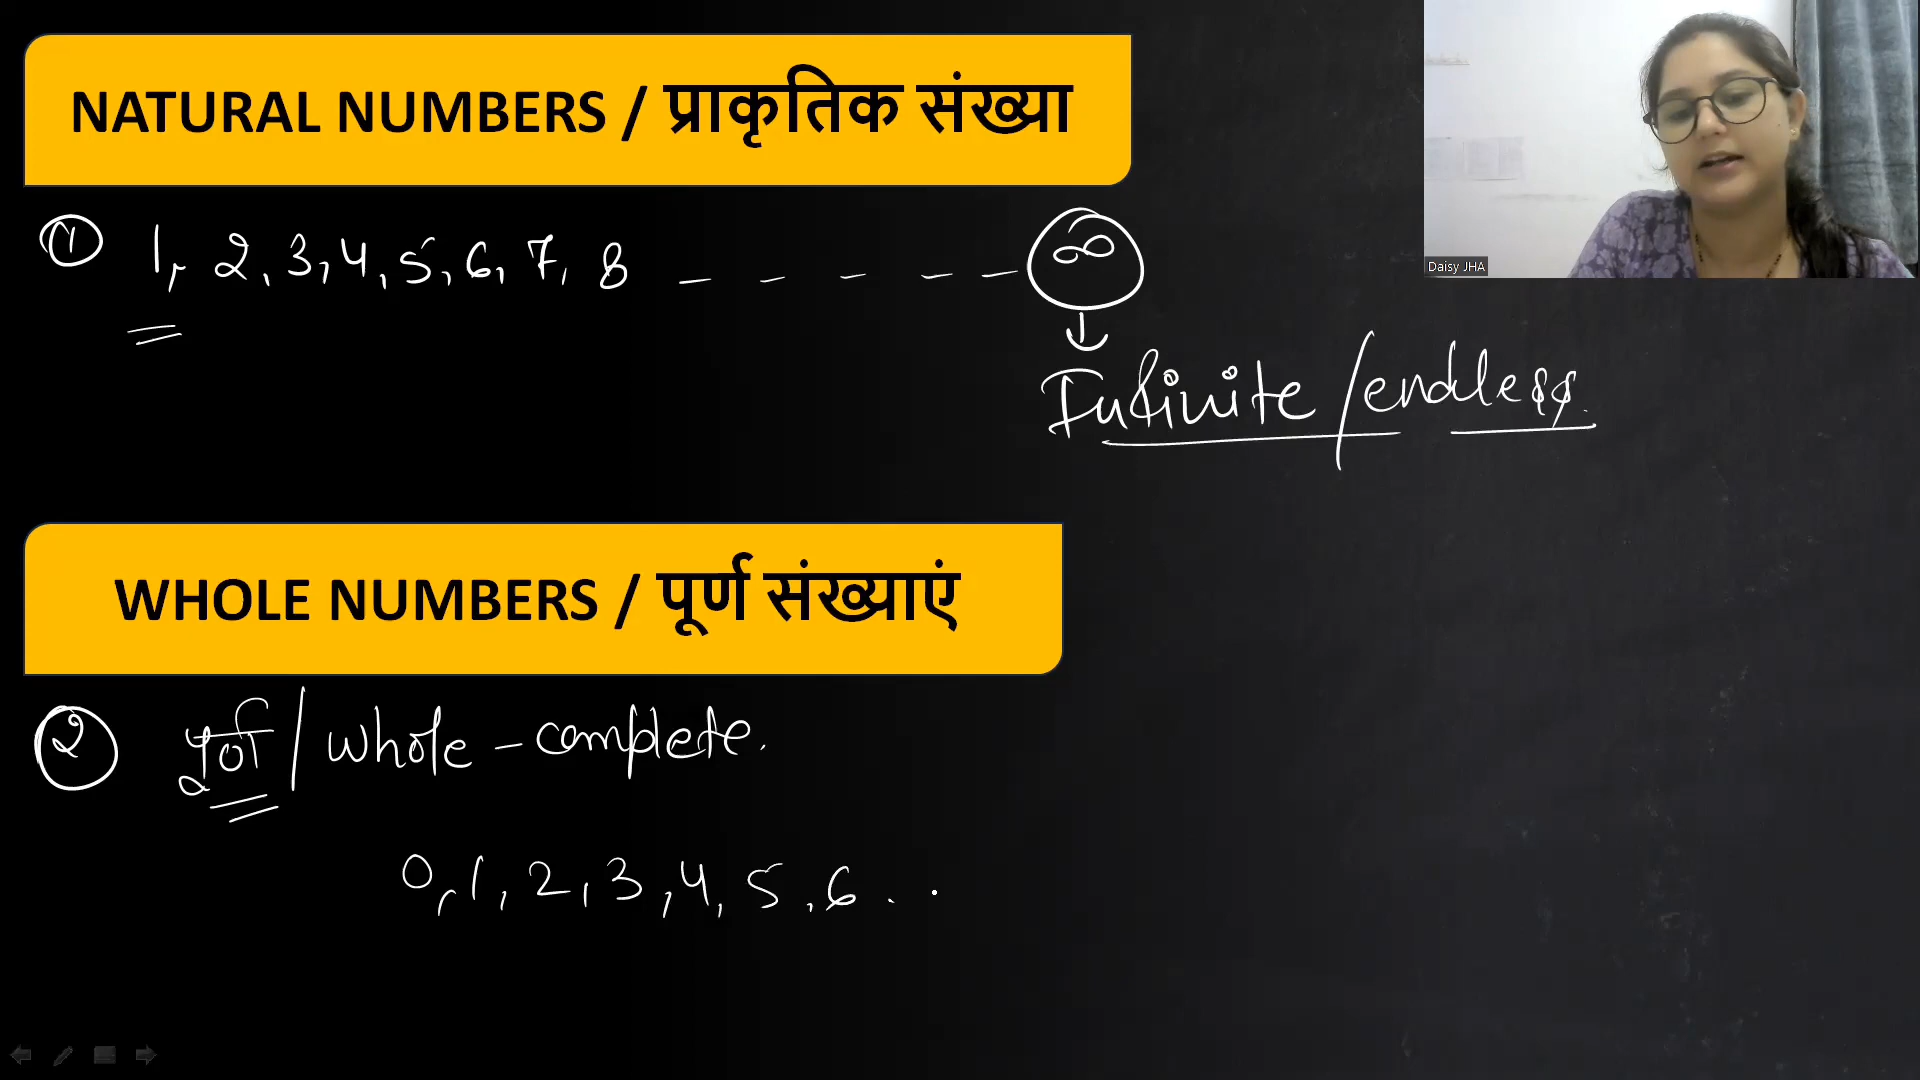 NATURAL NUMBERS / प्राकृतिक संख्या
Daisy JHA
① 1, 2, 3, 4, 5, 6, 7, 8 _ _ _ _ _ ∞
↓
Infinite / endless.
WHOLE NUMBERS / पूर्ण संख्याएं
② पूर्ण / whole - complete.
0, 1, 2, 3, 4, 5, 6 . .